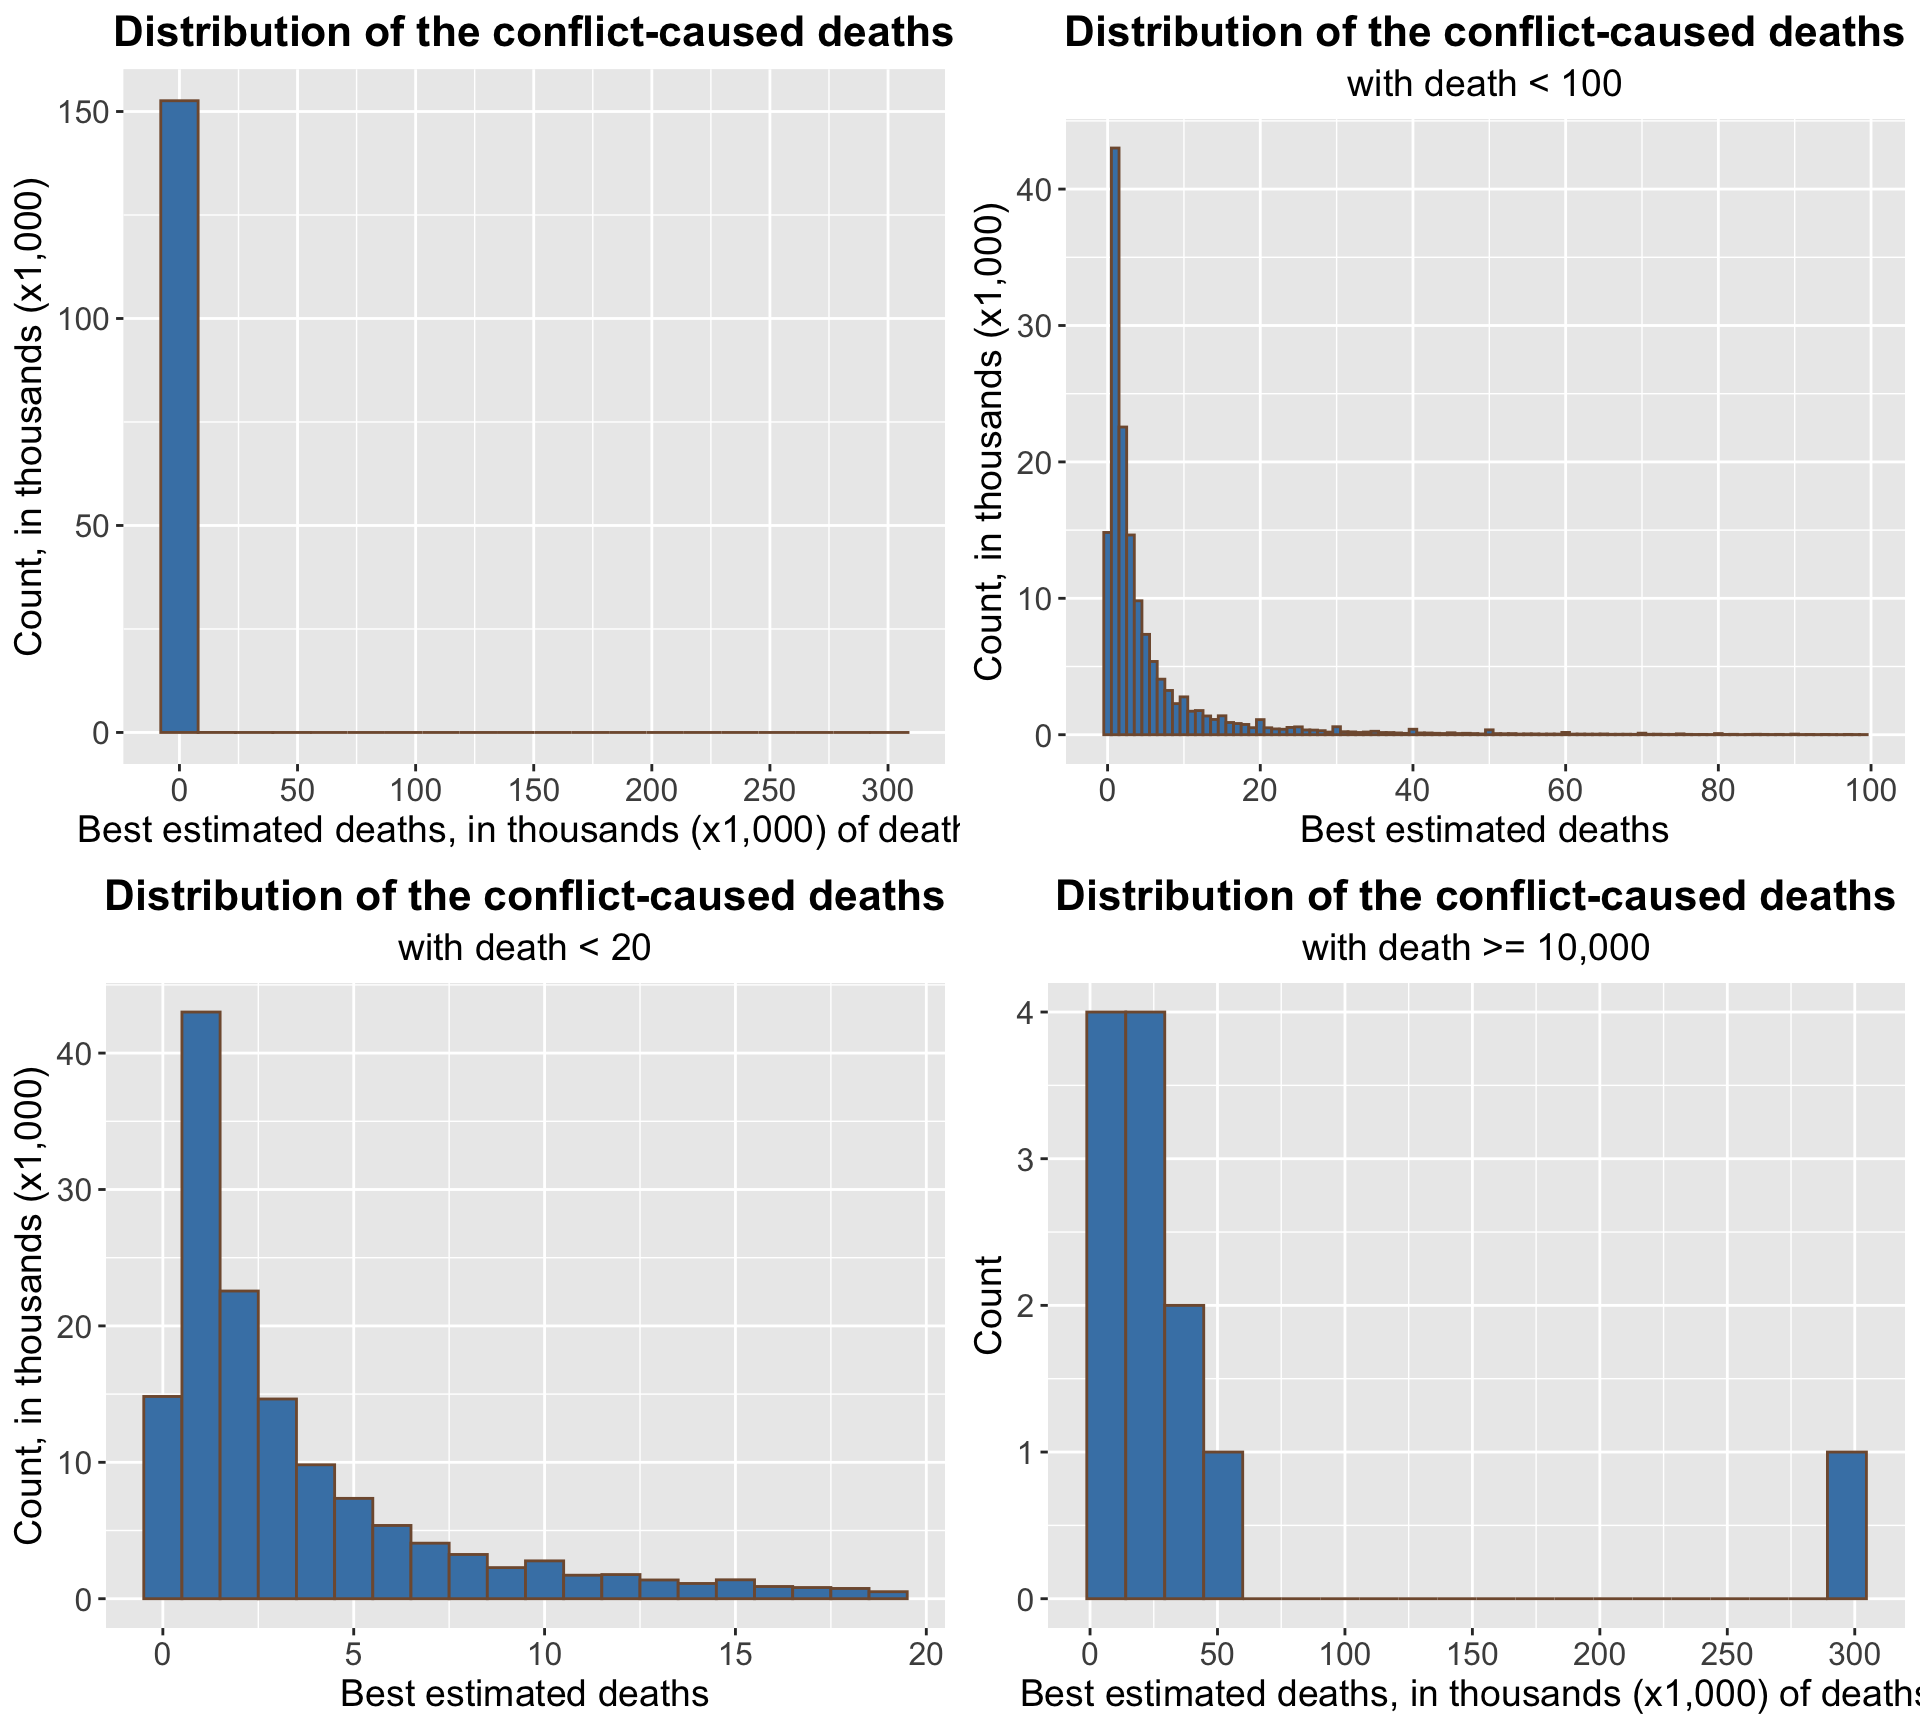 Distribution of the conflict-caused deaths
150
100
50
0
Count, in thousands (x1,000)
0 50 100 150 200 250 300
Best estimated deaths, in thousands (x1,000) of death
Distribution of the conflict-caused deaths
with death < 100
40
30
20
10
0
Count, in thousands (x1,000)
0 20 40 60 80 100
Best estimated deaths
Distribution of the conflict-caused deaths
with death < 20
40
30
20
10
0
Count, in thousands (x1,000)
0 5 10 15 20
Best estimated deaths
Distribution of the conflict-caused deaths
with death >= 10,000
4
3
2
1
0
Count
0 50 100 150 200 250 300
Best estimated deaths, in thousands (x1,000) of deaths